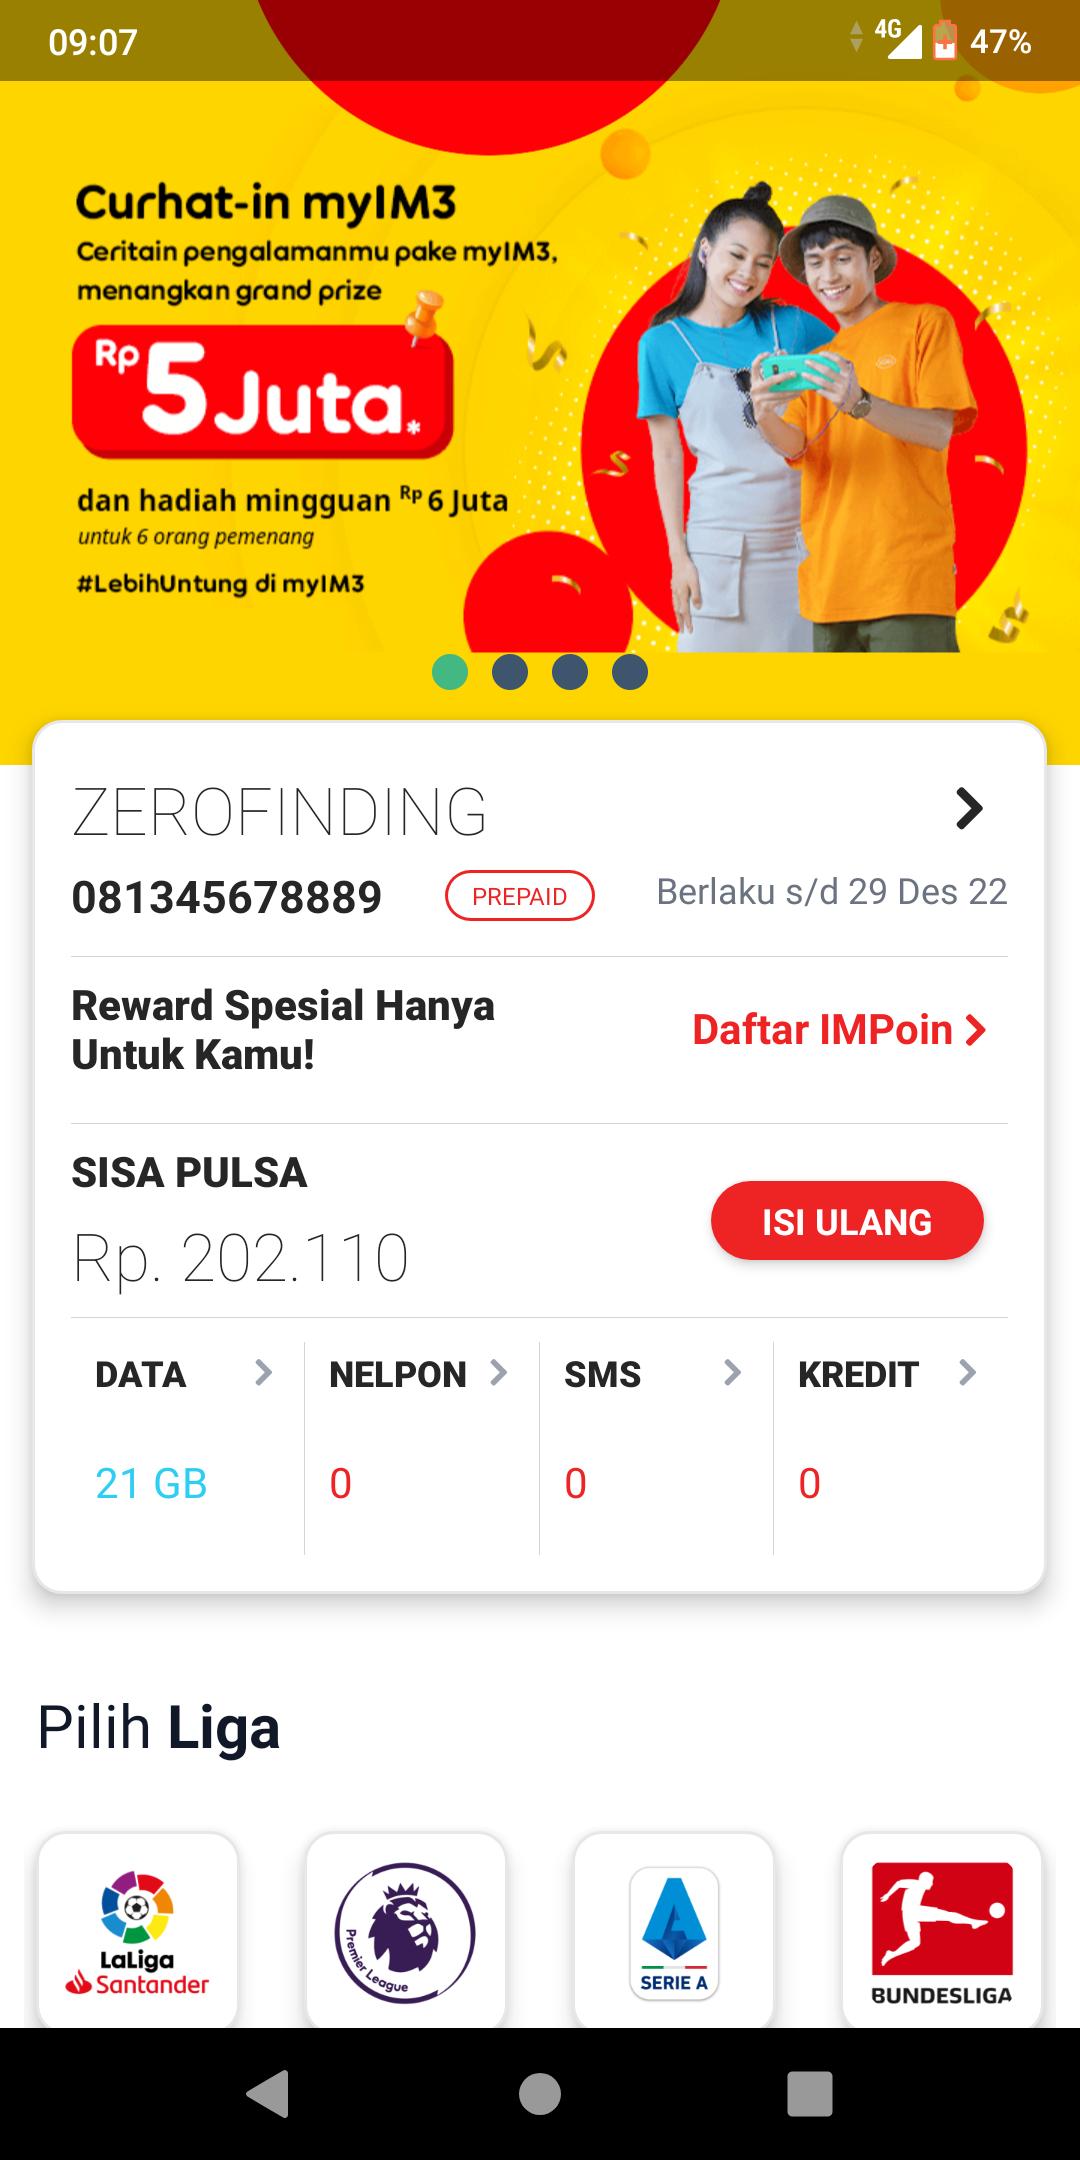 09:07
4G
47%
Curhat-in myIM3
Ceritain pengalamanmu pake myIM3,
menangkan grand prize
Rp 5 Juta*
dan hadiah mingguan Rp 6 Juta
untuk 6 orang pemenang
#LebihUntung di myIM3
ZEROFINDING
081345678889 PREPAID Berlaku s/d 29 Des 22
Reward Spesial Hanya
Untuk Kamu!
Daftar IMPoin
SISA PULSA
Rp. 202.110
ISI ULANG
DATA NELPON SMS KREDIT
21 GB 0 0 0
Pilih Liga
LaLiga
Santander
Premier League
SERIE A
BUNDESLIGA